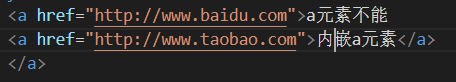 <a href="http://www.baidu.com">a元素不能
<a href="http://www.taobao.com">内嵌a元素</a>
</a>